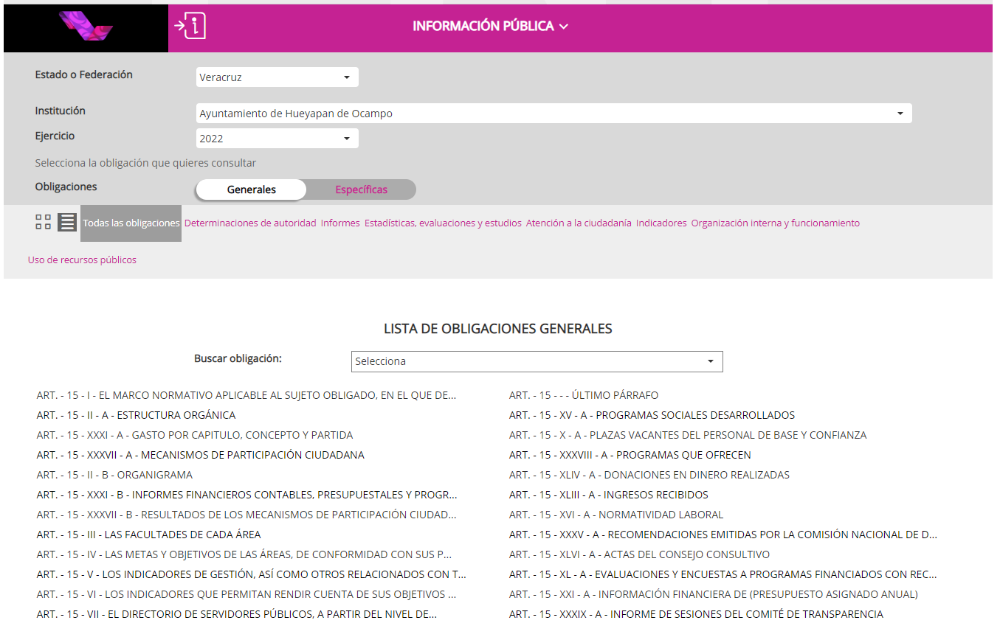 INFORMACIÓN PÚBLICA
Estado o Federación
Veracruz
Institución
Ayuntamiento de Hueyapan de Ocampo
Ejercicio
2022
Selecciona la obligación que quieres consultar
Obligaciones
Generales
Específicas
Todas las obligaciones Determinaciones de autoridad Informes Estadísticas, evaluaciones y estudios Atención a la ciudadanía Indicadores Organización interna y funcionamiento
Uso de recursos públicos
LISTA DE OBLIGACIONES GENERALES
Buscar obligación:
Selecciona
ART. - 15 - I - EL MARCO NORMATIVO APLICABLE AL SUJETO OBLIGADO, EN EL QUE DE...
ART. - 15 - II - A - ESTRUCTURA ORGÁNICA
ART. - 15 - XXXI - A - GASTO POR CAPITULO, CONCEPTO Y PARTIDA
ART. - 15 - XXXVII - A - MECANISMOS DE PARTICIPACIÓN CIUDADANA
ART. - 15 - II - B - ORGANIGRAMA
ART. - 15 - XXXI - B - INFORMES FINANCIEROS CONTABLES, PRESUPUESTALES Y PROGR...
ART. - 15 - XXXVII - B - RESULTADOS DE LOS MECANISMOS DE PARTICIPACIÓN CIUDAD...
ART. - 15 - III - LAS FACULTADES DE CADA ÁREA
ART. - 15 - IV - LAS METAS Y OBJETIVOS DE LAS ÁREAS, DE CONFORMIDAD CON SUS P...
ART. - 15 - V - LOS INDICADORES DE GESTIÓN, ASÍ COMO OTROS RELACIONADOS CON T...
ART. - 15 - VI - LOS INDICADORES QUE PERMITAN RENDIR CUENTA DE SUS OBJETIVOS ...
ART. - 15 - VII - EL DIRECTORIO DE SERVIDORES PÚBLICOS, A PARTIR DEL NIVEL DE...
ART. - 15 - - - ÚLTIMO PÁRRAFO
ART. - 15 - XV - A - PROGRAMAS SOCIALES DESARROLLADOS
ART. - 15 - X - A - PLAZAS VACANTES DEL PERSONAL DE BASE Y CONFIANZA
ART. - 15 - XXXVIII - A - PROGRAMAS QUE OFRECEN
ART. - 15 - XLIV - A - DONACIONES EN DINERO REALIZADAS
ART. - 15 - XLIII - A - INGRESOS RECIBIDOS
ART. - 15 - XVI - A - NORMATIVIDAD LABORAL
ART. - 15 - XXXV - A - RECOMENDACIONES EMITIDAS POR LA COMISIÓN NACIONAL DE D...
ART. - 15 - XLVI - A - ACTAS DEL CONSEJO CONSULTIVO
ART. - 15 - XL - A - EVALUACIONES Y ENCUESTAS A PROGRAMAS FINANCIADOS CON REC...
ART. - 15 - XXI - A - INFORMACIÓN FINANCIERA DE (PRESUPUESTO ASIGNADO ANUAL)
ART. - 15 - XXXIX - A - INFORME DE SESIONES DEL COMITÉ DE TRANSPARENCIA